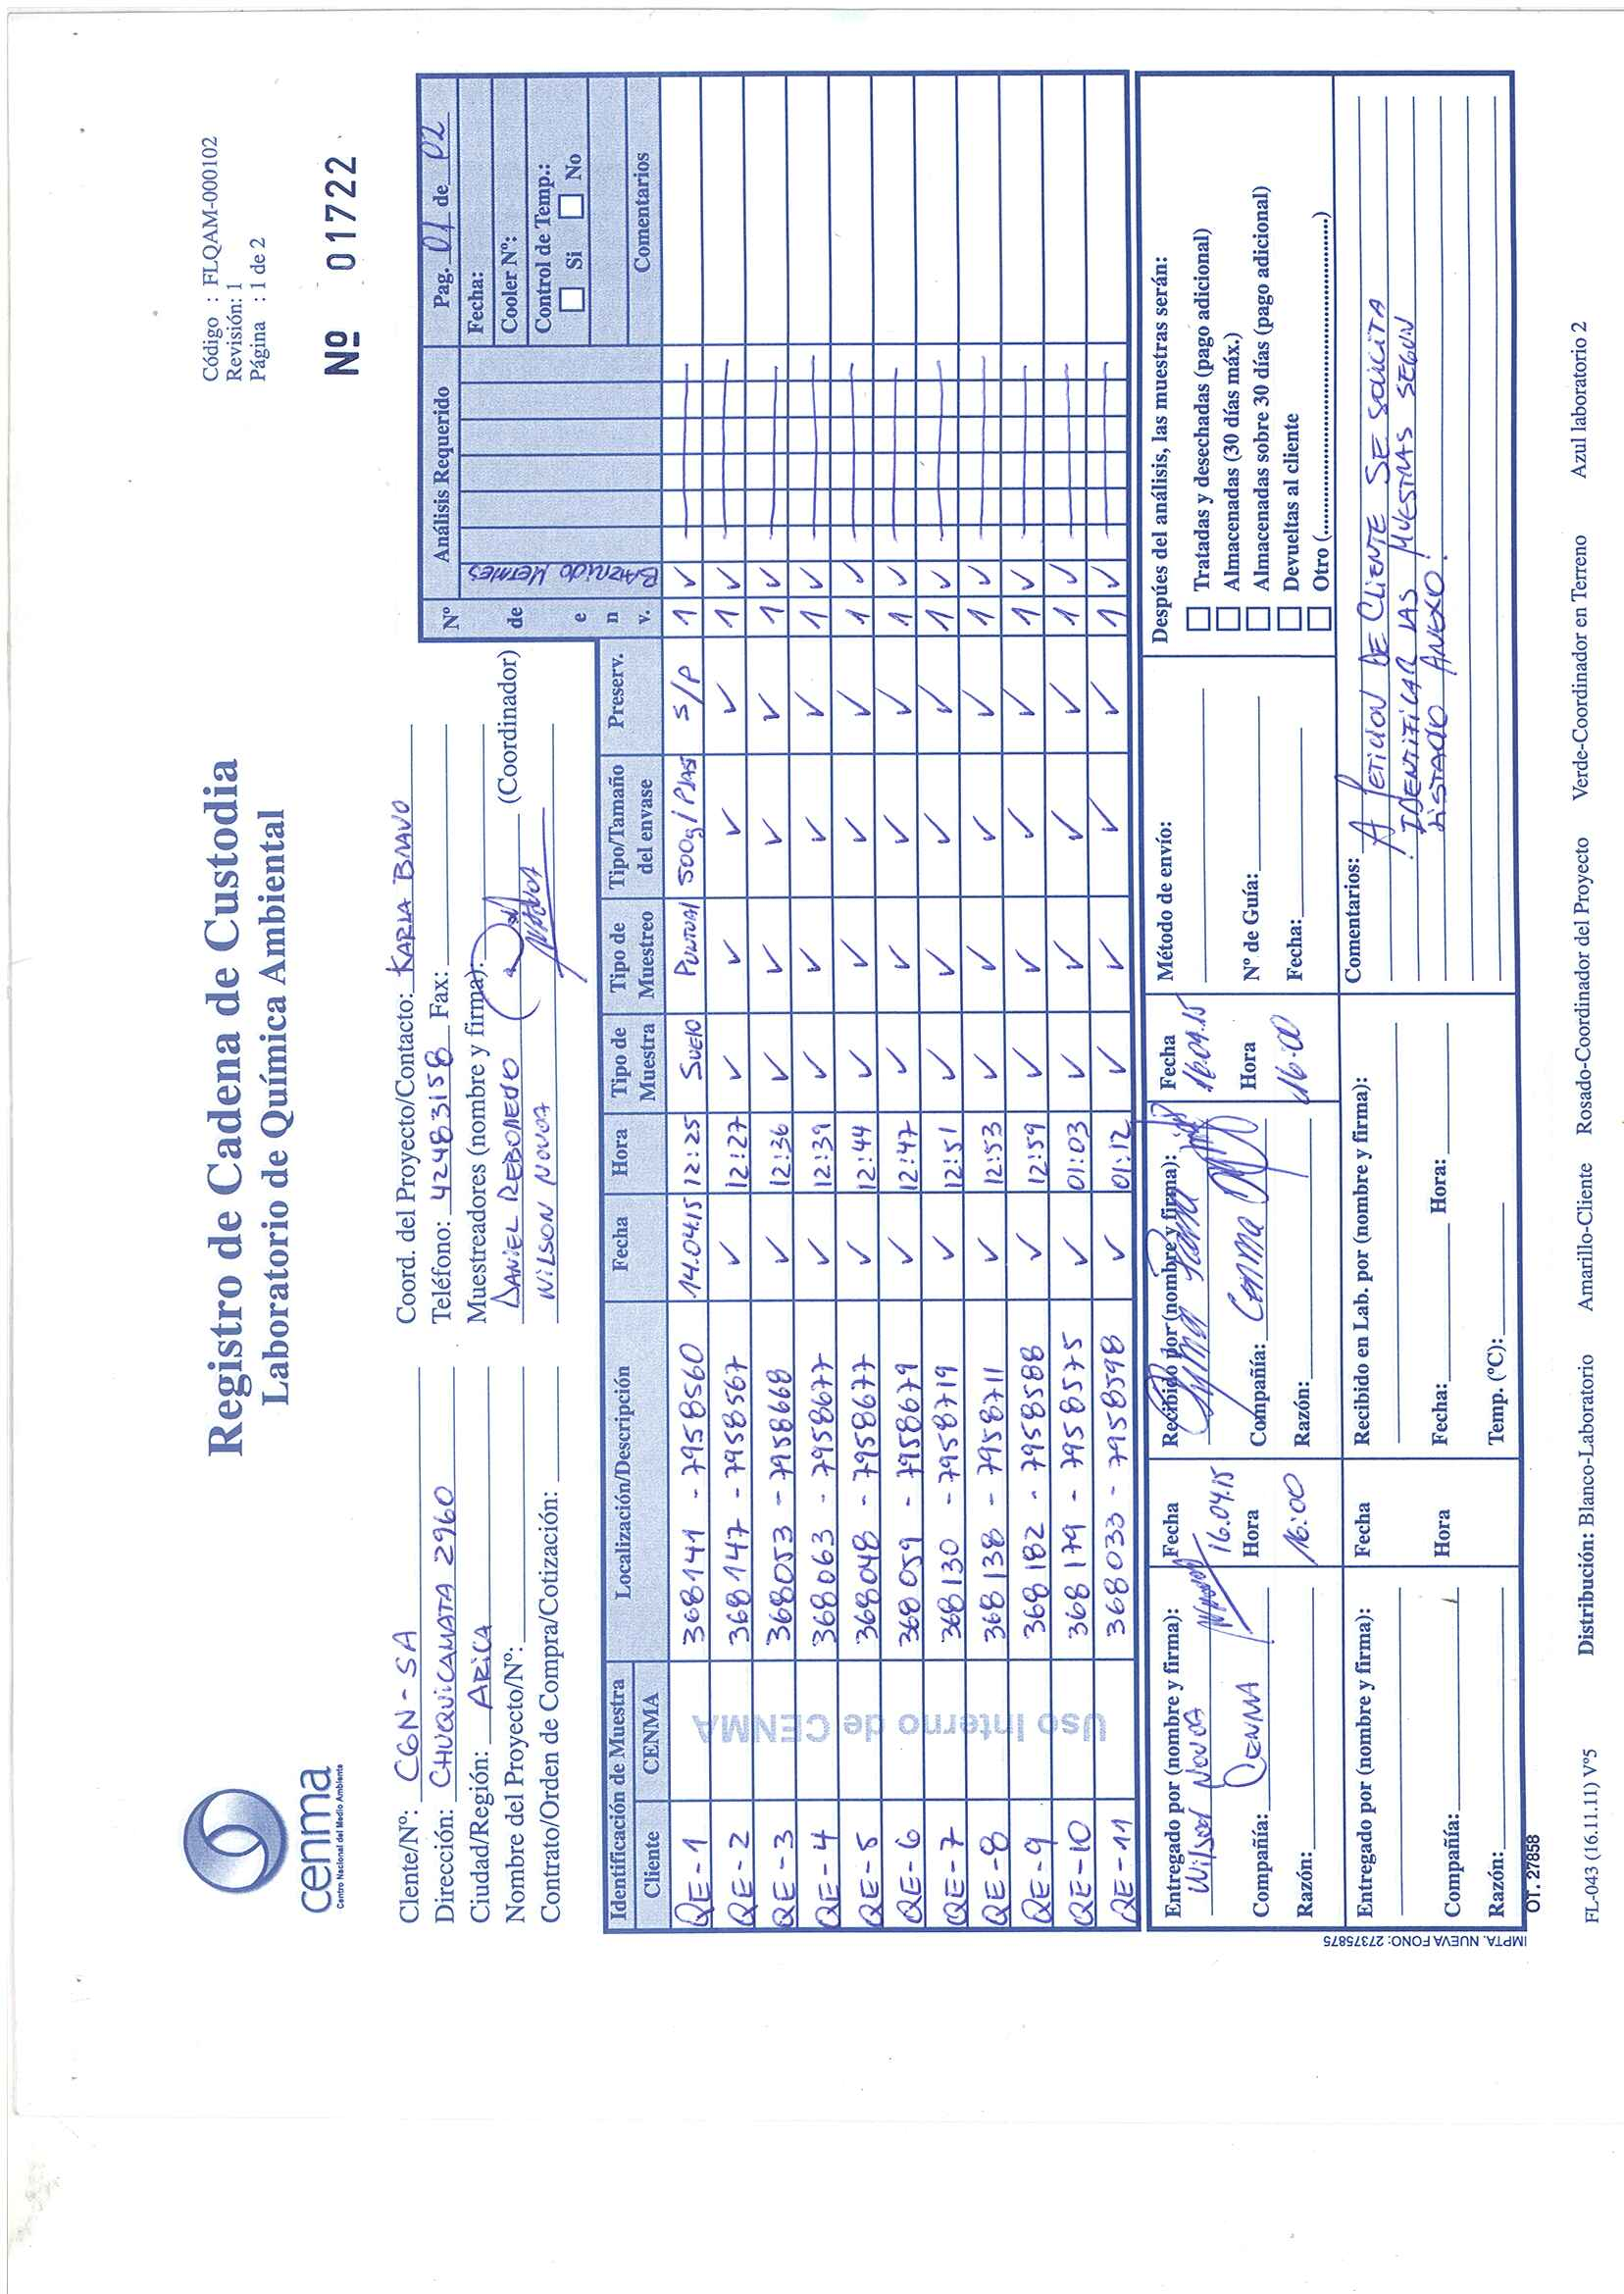 cenma
Centro Nacional del Medio Ambiente
Registro de Cadena de Custodia
Laboratorio de Química Ambiental
Código : FLQAM-000102
Revisión: 1
Página : 1 de 2
Nº 01722
Clente/Nº: CGN-SA
Dirección: CHUQUICAMATA 2960
Ciudad/Región: ARICA
Nombre del Proyecto/Nº:
Contrato/Orden de Compra/Cotización:
Coord. del Proyecto/Contacto: KARLA BRAVO
Teléfono: 42483158 Fax:
Muestreadores (nombre y firma):
DANIEL REBOLLEDO (Coordinador)
WILSON NOVOA
Nº de env. Análisis Requerido Pag. 01 de 02
Fecha:
Cooler Nº:
Control de Temp.:
Si No
BARRIDO METALES
Identificación de Muestra Localización/Descripción Fecha Hora Tipo de Muestra Tipo de Muestreo Tipo/Tamaño del envase Preserv. Comentarios
Cliente CENMA
Uso Interno de CENMA
QE-1 368141 - 7958560 14.04.15 12:25 SUELO PUNTUAL 500g/PLAST S/P 1 ✓
QE-2 368147 - 7958567 ✓ 12:27 ✓ ✓ ✓ ✓ 1 ✓
QE-3 368053 - 7958668 ✓ 12:36 ✓ ✓ ✓ ✓ 1 ✓
QE-4 368063 - 7958677 ✓ 12:39 ✓ ✓ ✓ ✓ 1 ✓
QE-5 368048 - 7958677 ✓ 12:44 ✓ ✓ ✓ ✓ 1 ✓
QE-6 368059 - 7958679 ✓ 12:47 ✓ ✓ ✓ ✓ 1 ✓
QE-7 368130 - 7958719 ✓ 12:51 ✓ ✓ ✓ ✓ 1 ✓
QE-8 368138 - 7958711 ✓ 12:53 ✓ ✓ ✓ ✓ 1 ✓
QE-9 368182 - 7958588 ✓ 12:59 ✓ ✓ ✓ ✓ 1 ✓
QE-10 368179 - 7958575 ✓ 01:03 ✓ ✓ ✓ ✓ 1 ✓
QE-11 368033 - 7958598 ✓ 01:12 ✓ ✓ ✓ ✓ 1 ✓
Entregado por (nombre y firma): Fecha
Wilson Novoa 16.04.15
Compañía: CENMA Hora
Razón: 16:00
Recibido por (nombre y firma): Fecha
16.04.15
Compañía: Cenma Hora
Razón: 16:00
Método de envío:
Nº de Guía:
Fecha:
Despúes del análisis, las muestras serán:
Tratadas y desechadas (pago adicional)
Almacenadas (30 días máx.)
Almacenadas sobre 30 días (pago adicional)
Devueltas al cliente
Otro (........................)
Entregado por (nombre y firma): Fecha
Compañía: Hora
Razón:
Recibido en Lab. por (nombre y firma):
Fecha: Hora:
Temp. (ºC):
Comentarios: A PETICION DE CLIENTE SE SOLICITA
IDENTIFICAR LAS MUESTRAS SEGUN
LISTADO ANEXO.
IMPTA. NUEVA FONO: 27375875
OT. 27858
FL-043 (16.11.11) Vº5
Distribución: Blanco-Laboratorio Amarillo-Cliente Rosado-Coordinador del Proyecto Verde-Coordinador en Terreno Azul laboratorio 2